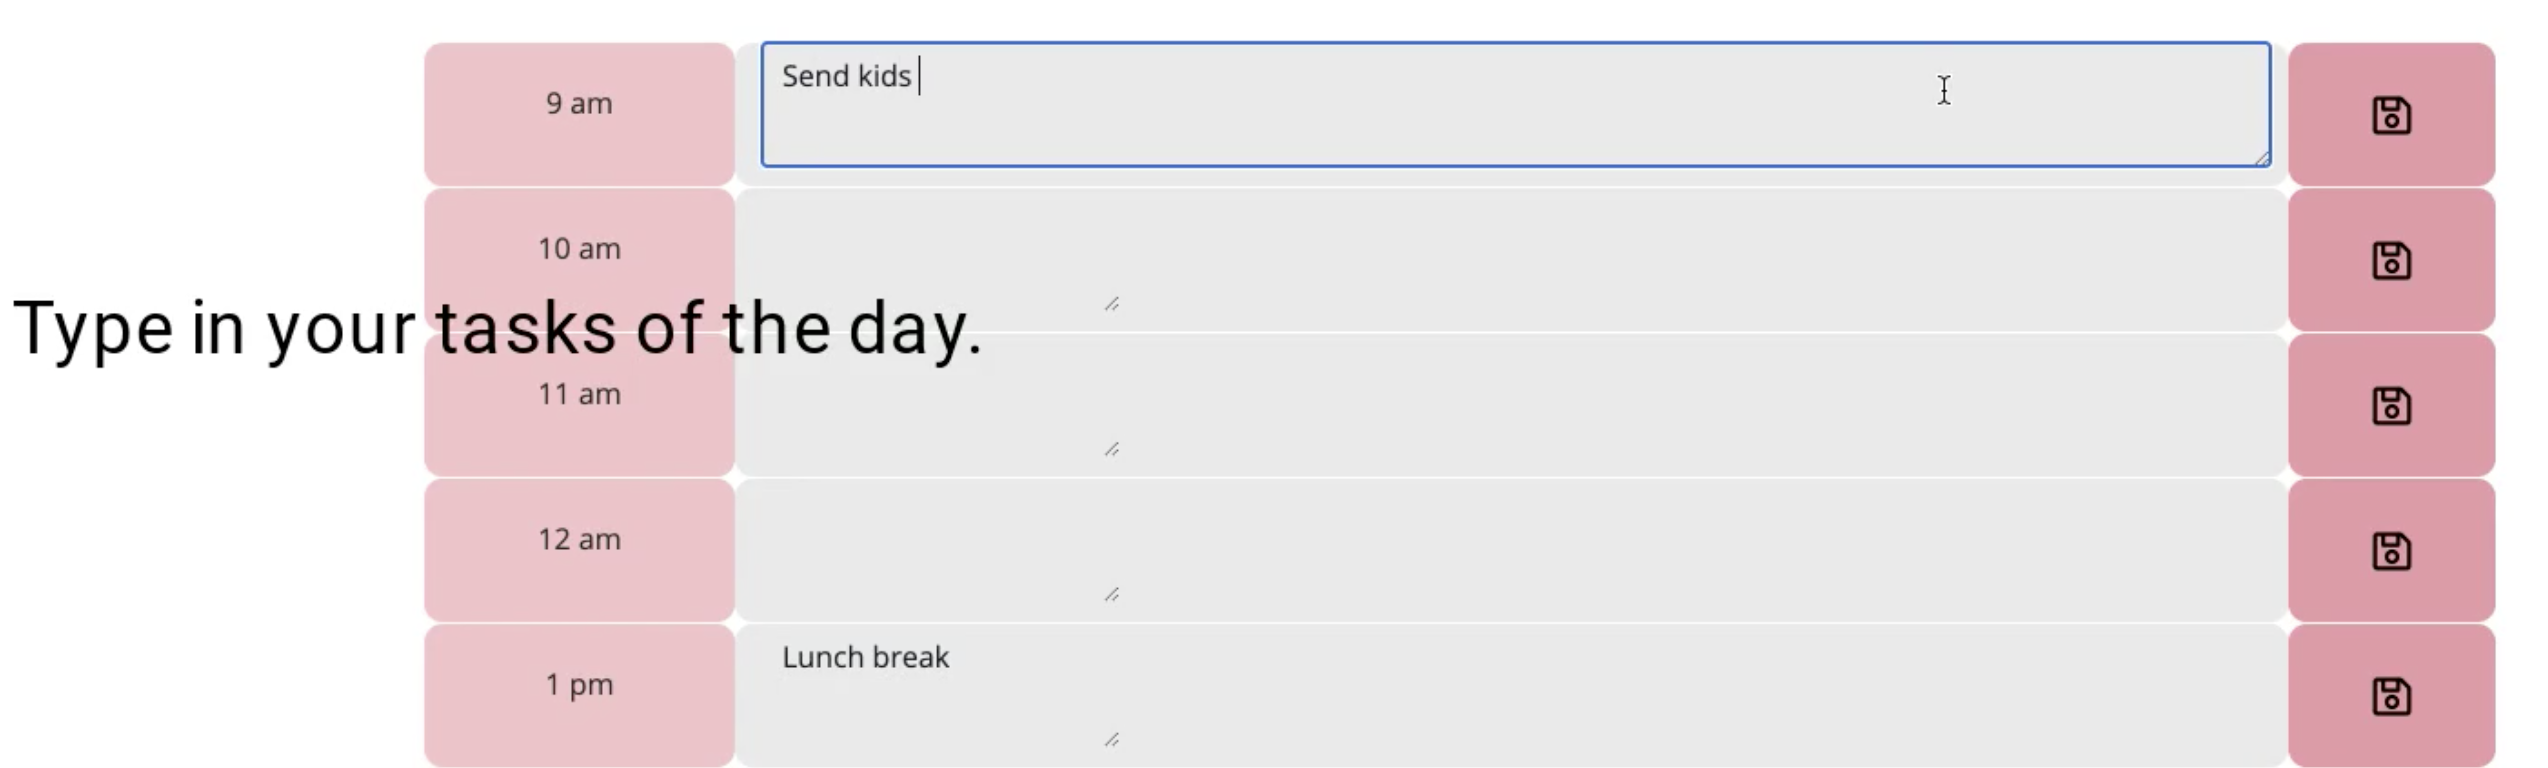 9 am
Send kids
10 am
Type in your tasks of the day.
11 am
12 am
1 pm
Lunch break